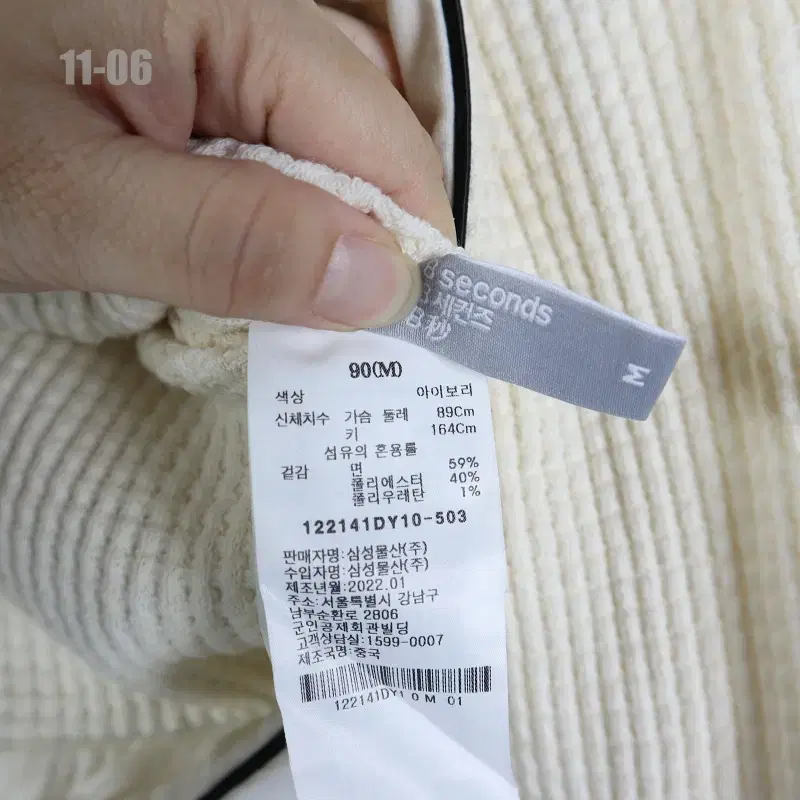 11-06
8 seconds
세컨즈
秒
M
90(M)
색상 아이보리
신체치수 가슴 둘레 89Cm
키 164Cm
섬유의 혼용률
겉감 면 59%
폴리에스터 40%
폴리우레탄 1%
122141DY10-503
판매자명:삼성물산(주)
수입자명:삼성물산(주)
제조년월:2022.01
주소:서울특별시 강남구
남부순환로 2806
군인공제회관빌딩
고객상담실:1599-0007
제조국명:중국
122141DY10 M 01